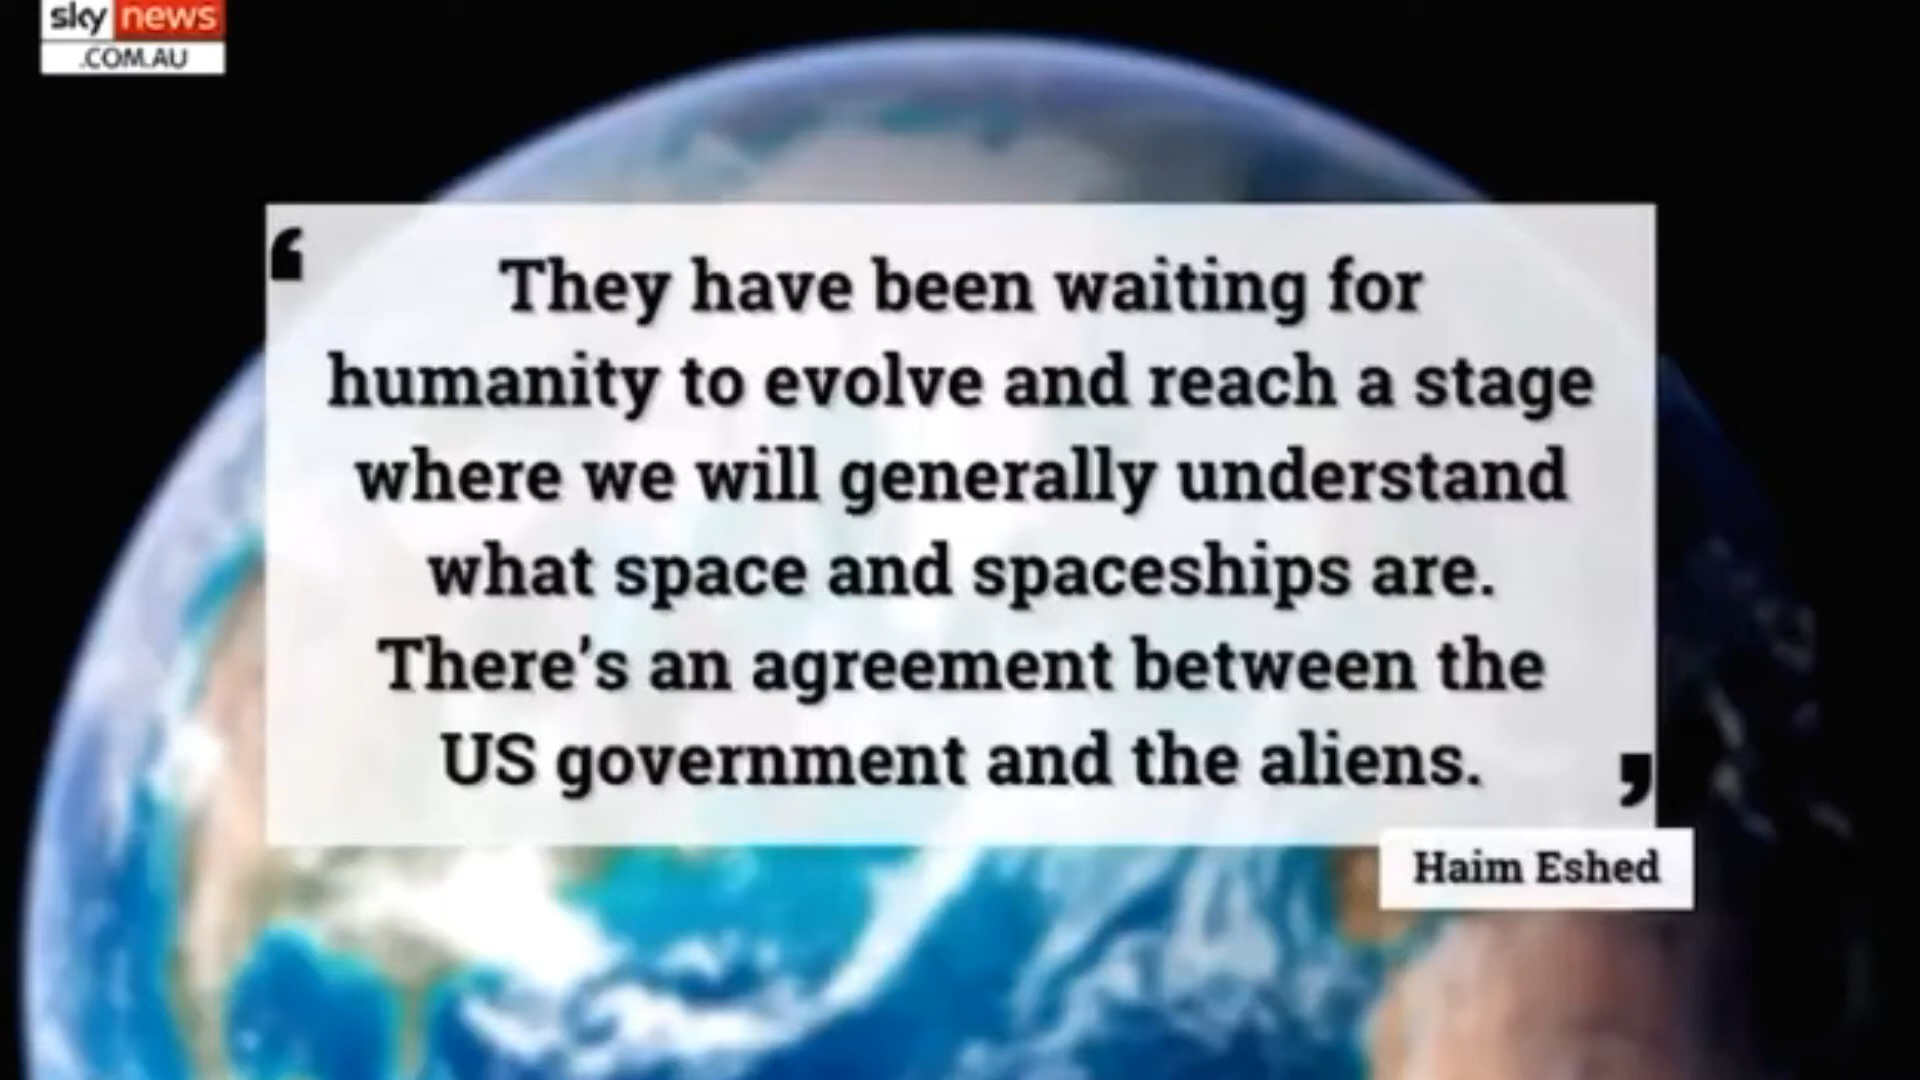 sky news
.COM.AU
‘
They have been waiting for
humanity to evolve and reach a stage
where we will generally understand
what space and spaceships are.
There’s an agreement between the
US government and the aliens.
’
Haim Eshed